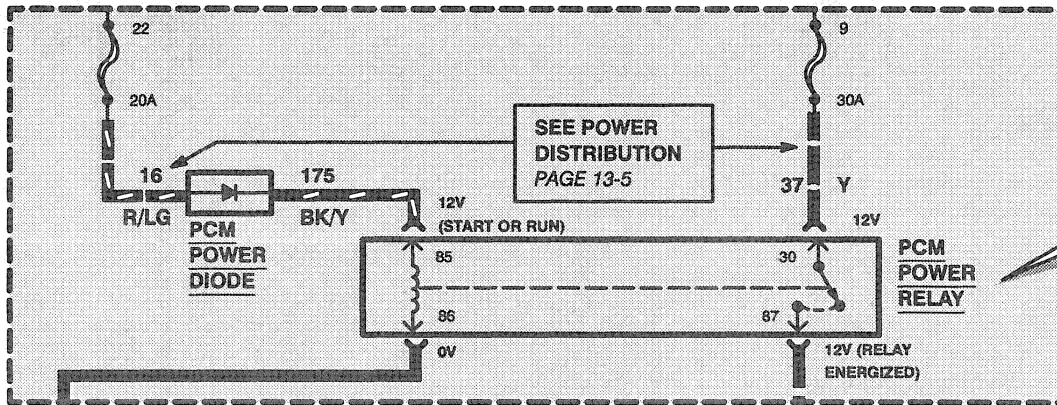 22
20A
9
30A
SEE POWER
DISTRIBUTION
PAGE 13-5
16
R/LG
175
BK/Y
PCM
POWER
DIODE
12V
(START OR RUN)
37 Y
12V
85
30
86
87
PCM
POWER
RELAY
0V
12V (RELAY
ENERGIZED)